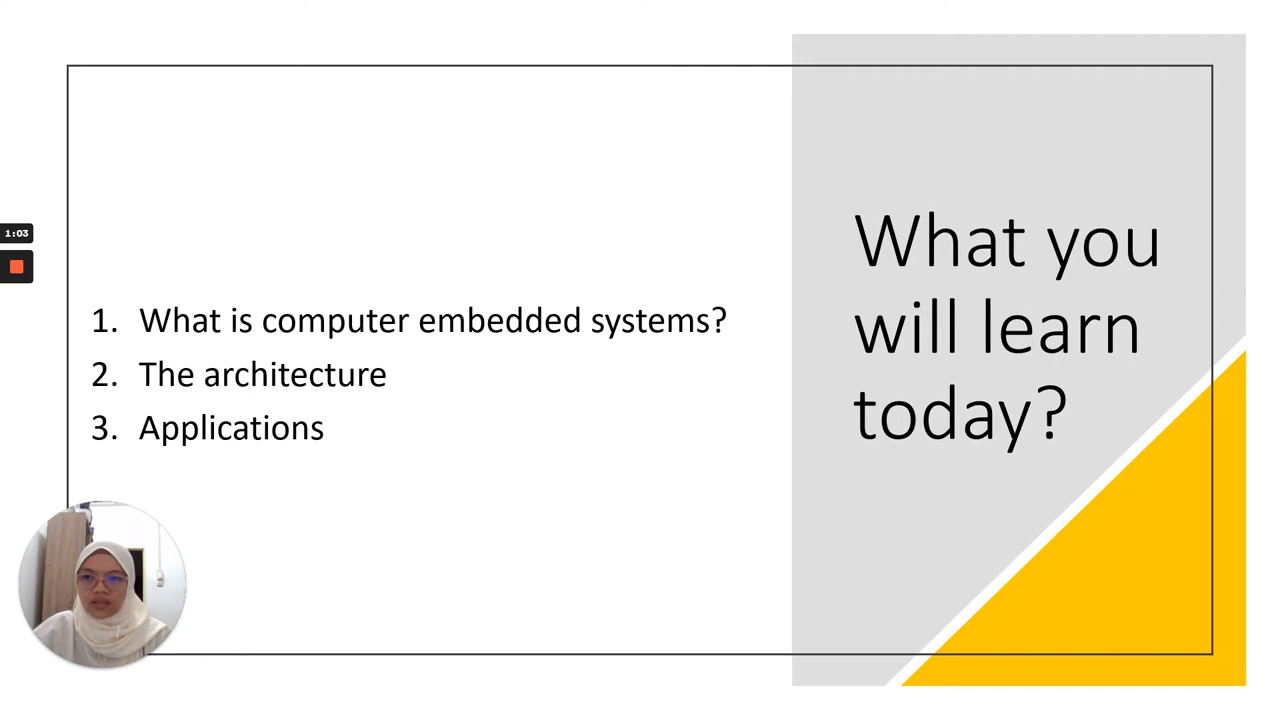 What you
will learn
today?
1. What is computer embedded systems?
2. The architecture
3. Applications
1:03